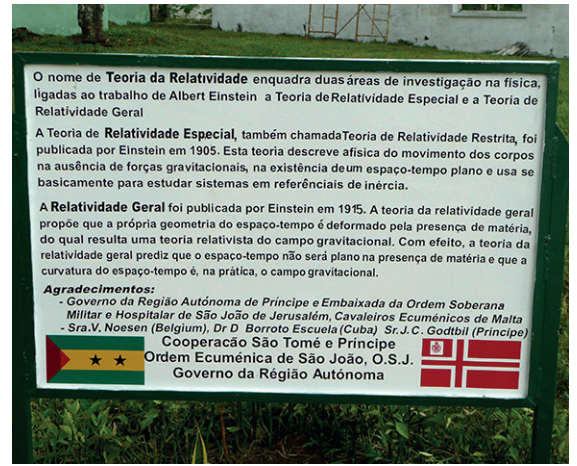 O nome de Teoria da Relatividade enquadra duas áreas de investigação na física,
ligadas ao trabalho de Albert Einstein a Teoria de Relatividade Especial e a Teoria de
Relatividade Geral
A Teoria de Relatividade Especial, também chamadaTeoria de Relatividade Restrita, foi
publicada por Einstein em 1905. Esta teoria descreve afísica do movimento dos corpos
na ausência de forças gravitacionais, na existência deum espaço-tempo plano e usa se
basicamente para estudar sistemas em referênciais de inércia.
A Relatividade Geral foi publicada por Einstein em 1915. A teoria da relatividade geral
propõe que a própria geometria do espaço-tempo é deformado pela presença de matéria,
do qual resulta uma teoria relativista do campo gravitacional. Com efeito, a teoria da
relatividade geral prediz que o espaço-tempo não será plano na presença de matéria e que a
curvatura do espaço-tempo é, na prática, o campo gravitacional.
Agradecimentos:
- Governo da Região Autónoma de Príncipe e Embaixada da Ordem Soberana
Militar e Hospitalar de São João de Jerusalém, Cavaleiros Ecuménicos de Malta
- Sra.V, Noesen (Belgium), Dr D Borroto Escuela (Cuba) Sr.J.C. Godtbil (Príncipe)
Cooperacão São Tomé e Príncipe
Ordem Ecuménica de São João, O.S.J.
Governo da Régião Autónoma